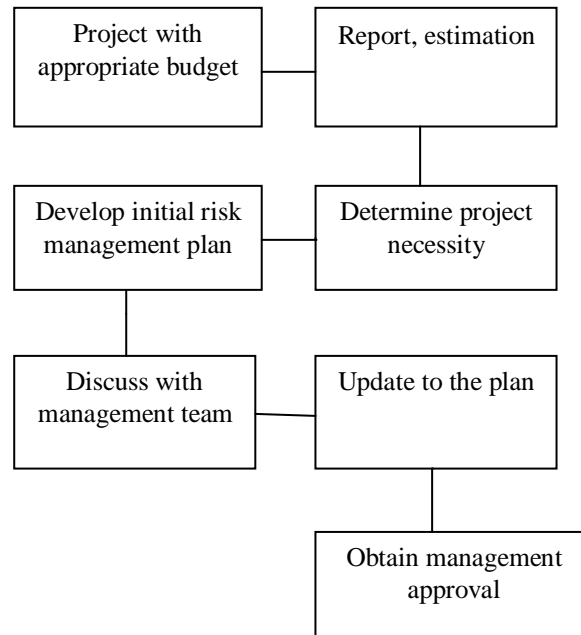 Project with
appropriate budget
Report, estimation
Determine project
necessity
Develop initial risk
management plan
Discuss with
management team
Update to the plan
Obtain management
approval